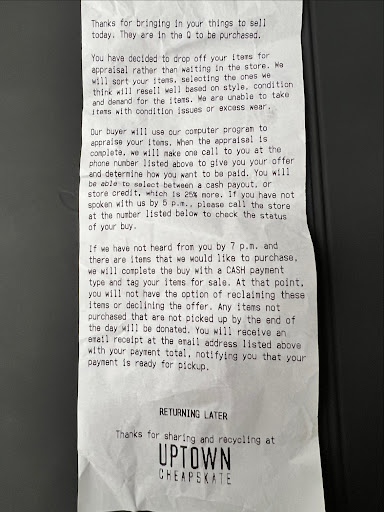 Thanks for bringing in your things to sell
today. They are in the Q to be purchased.
You have decided to drop off your items for
appraisal rather than waiting in the store. We
will sort your items, selecting the ones we
think will resell well based on style, condition
and demand for the items. We are unable to take
items with condition issues or excess wear.
Our buyer will use our computer program to
appraise your items. When the appraisal is
complete, we will make one call to you at the
phone number listed above to give you your offer
and determine how you want to be paid. You will
be able to select between a cash payout, or
store credit, which is 25% more. If you have not
spoken with us by 5 p.m., please call the store
at the number listed below to check the status
of your buy.
If we have not heard from you by 7 p.m. and
there are items that we would like to purchase,
we will complete the buy with a CASH payment
type and tag your items for sale. At that point,
you will not have the option of reclaiming these
items or declining the offer. Any items not
purchased that are not picked up by the end of
the day will be donated. You will receive an
email receipt at the email address listed above
with your payment total, notifying you that your
payment is ready for pickup.
RETURNING LATER
Thanks for sharing and recycling at
UPTOWN
CHEAPSKATE